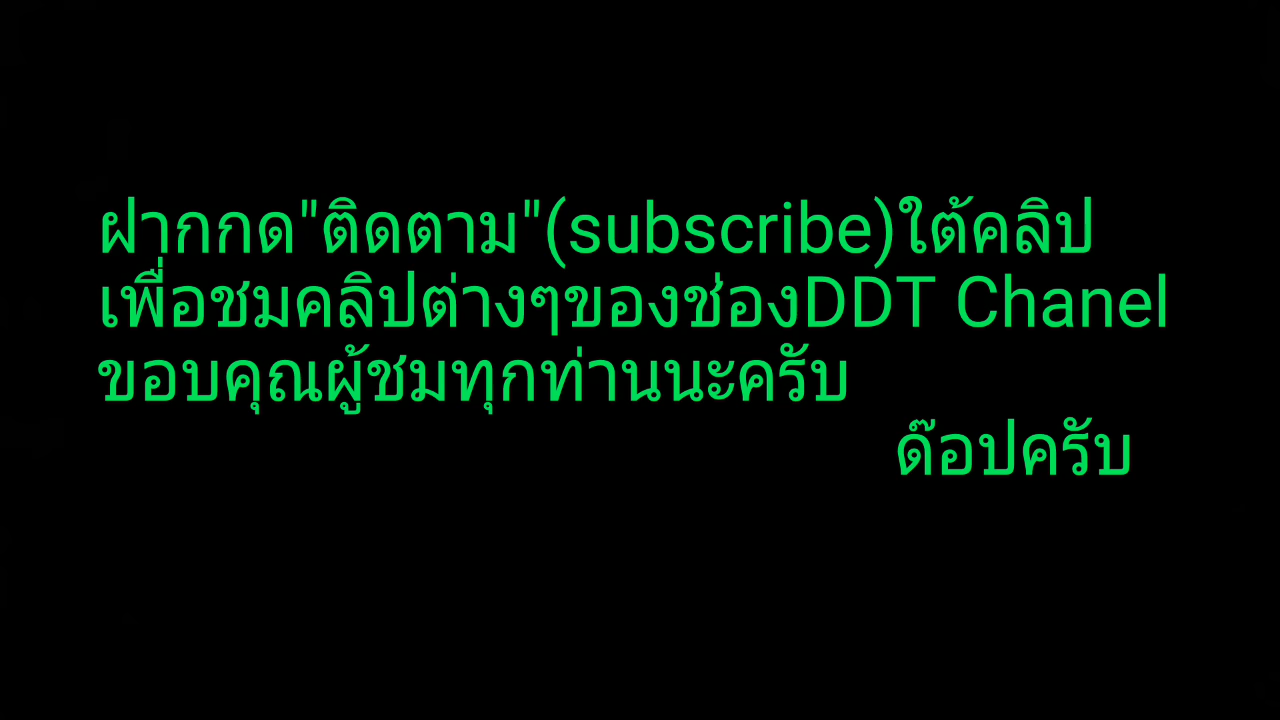 ฝากกด"ติดตาม"(subscribe)ใต้คลิป
เพื่อชมคลิปต่างๆของช่องDDT Chanel
ขอบคุณผู้ชมทุกท่านนะครับ
ด๊อปครับ